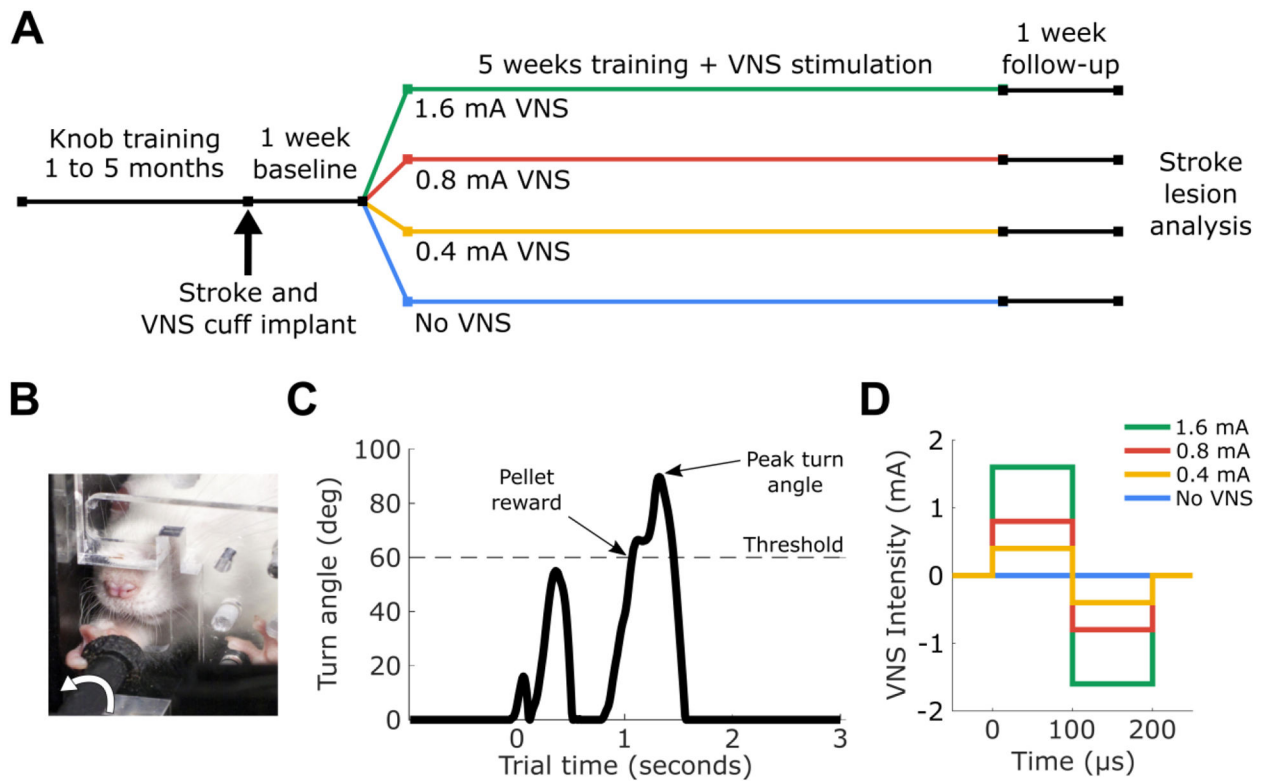 A
Knob training
1 to 5 months
1 week
baseline
Stroke and
VNS cuff implant
5 weeks training + VNS stimulation
1.6 mA VNS
0.8 mA VNS
0.4 mA VNS
No VNS
1 week
follow-up
Stroke
lesion
analysis
B
C
Turn angle (deg)
100
80
60
40
20
0
Pellet
reward
Peak turn
angle
Threshold
0
1
2
3
Trial time (seconds)
D
VNS Intensity (mA)
2
1
0
-1
-2
1.6 mA
0.8 mA
0.4 mA
No VNS
0
100
200
Time (µs)